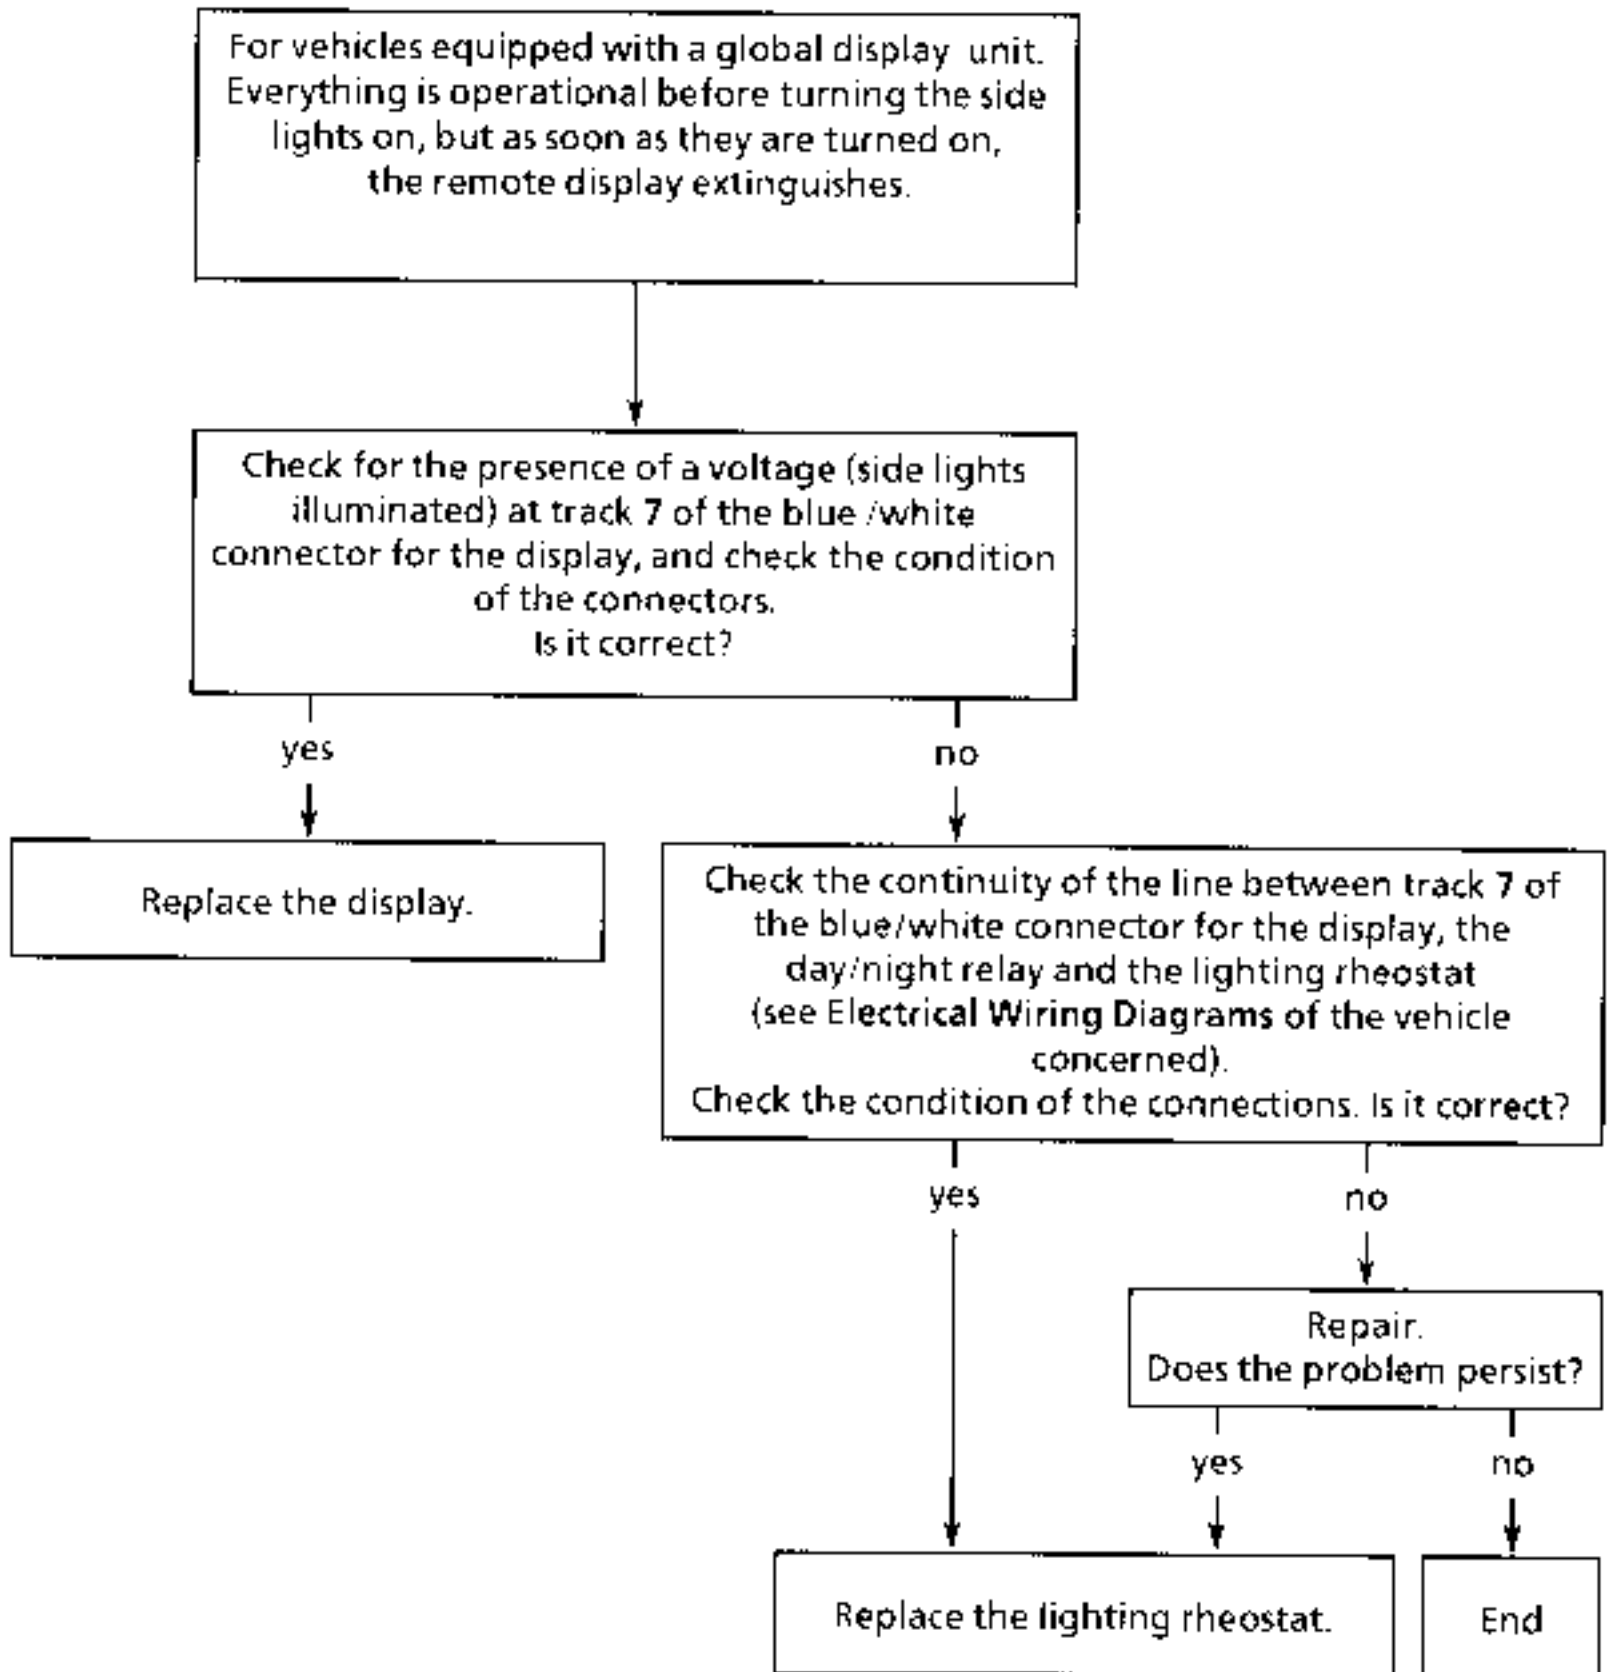 For vehicles equipped with a global display unit.
Everything is operational before turning the side
lights on, but as soon as they are turned on,
the remote display extinguishes.
Check for the presence of a voltage (side lights
illuminated) at track 7 of the blue /white
connector for the display, and check the condition
of the connectors.
Is it correct?
yes
no
Replace the display.
Check the continuity of the line between track 7 of
the blue/white connector for the display, the
day/night relay and the lighting rheostat
(see Electrical Wiring Diagrams of the vehicle
concerned).
Check the condition of the connections. Is it correct?
yes
no
Repair.
Does the problem persist?
yes
no
Replace the lighting rheostat.
End